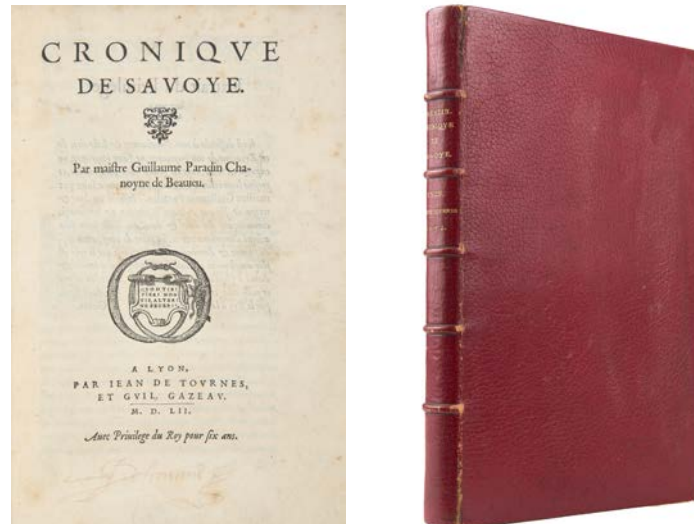 CRONIQVE
DE SAVOYE.
Par maiſtre Guillaume Paradin Cha-
noyne de Beauieu.
A LYON,
PAR IEAN DE TOVRNES,
ET GVIL. GAZEAV.
M. D. LII.
Auec Priuilege du Roy pour ſix ans.